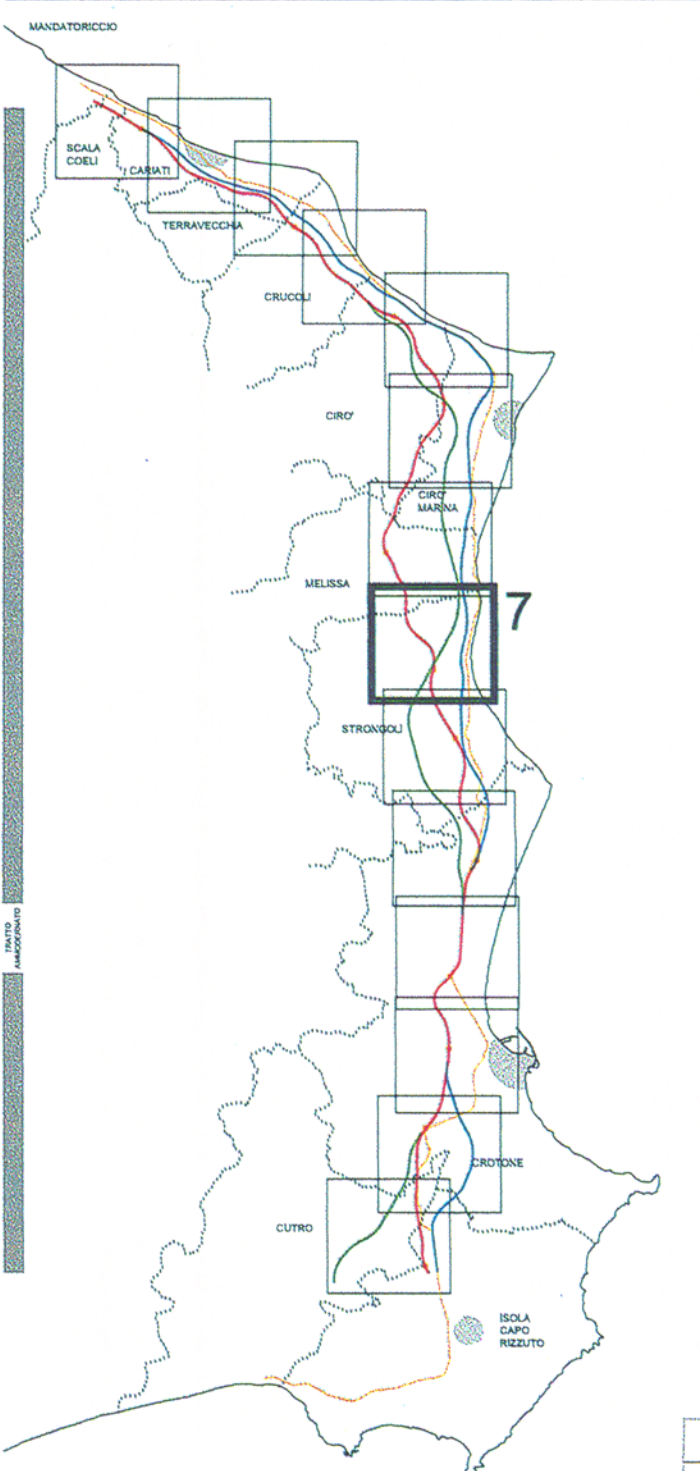 MANDATORICCIO
SCALA
COELI
CARIATI
TERRAVECCHIA
CRUCOLI
CIRO'
CIRO'
MARINA
MELISSA
7
STRONGOLI
TRATTO
AMMODERNATO
CROTONE
CUTRO
ISOLA
CAPO
RIZZUTO